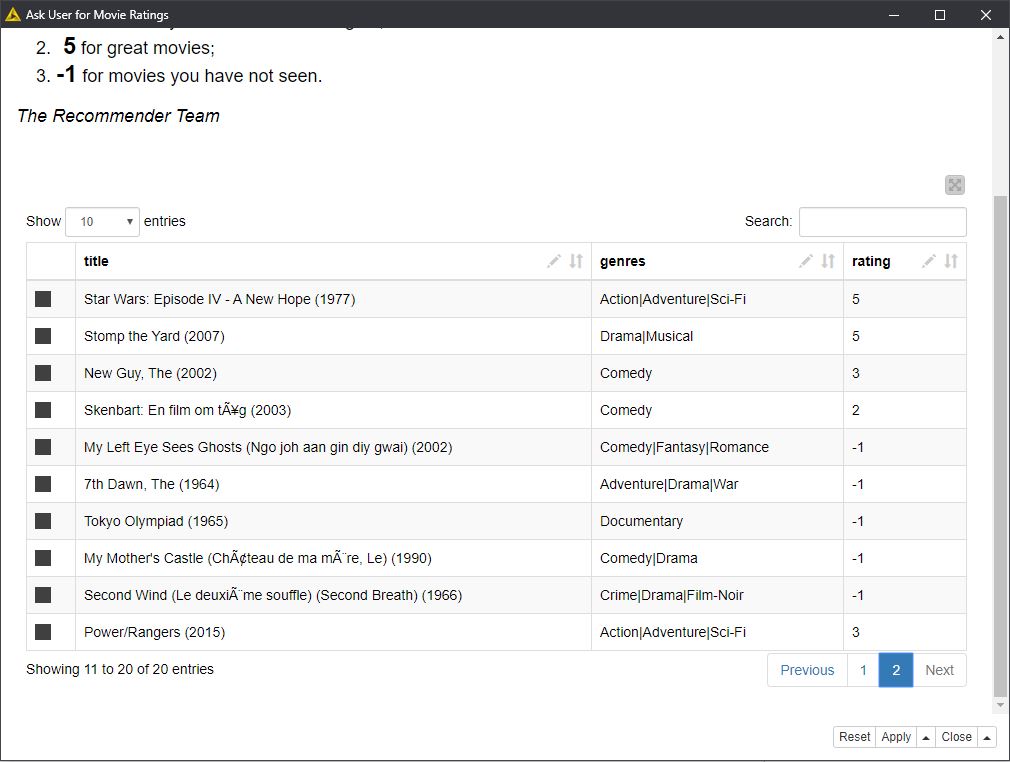 Ask User for Movie Ratings
2. 5 for great movies;
3. -1 for movies you have not seen.
The Recommender Team
Show 10 entries Search:
title genres rating
Star Wars: Episode IV - A New Hope (1977) Action|Adventure|Sci-Fi 5
Stomp the Yard (2007) Drama|Musical 5
New Guy, The (2002) Comedy 3
Skenbart: En film om tÃ¥g (2003) Comedy 2
My Left Eye Sees Ghosts (Ngo joh aan gin diy gwai) (2002) Comedy|Fantasy|Romance -1
7th Dawn, The (1964) Adventure|Drama|War -1
Tokyo Olympiad (1965) Documentary -1
My Mother's Castle (ChÃ¢teau de ma mÃ¨re, Le) (1990) Comedy|Drama -1
Second Wind (Le deuxiÃ¨me souffle) (Second Breath) (1966) Crime|Drama|Film-Noir -1
Power/Rangers (2015) Action|Adventure|Sci-Fi 3
Showing 11 to 20 of 20 entries Previous 1 2 Next
Reset Apply Close